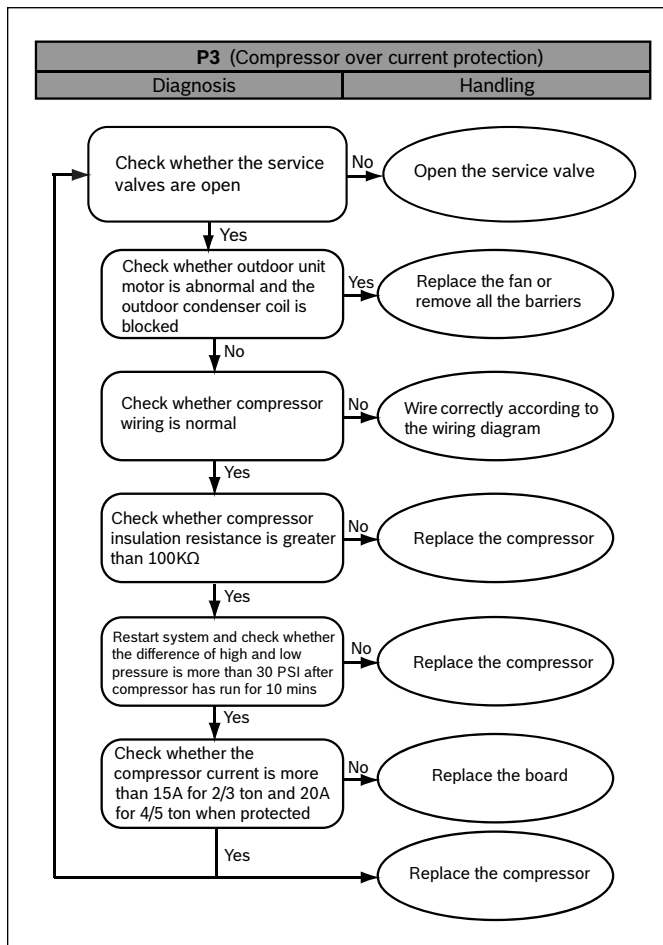 P3 (Compressor over current protection)
Diagnosis
Handling
Check whether the service
valves are open
No
Open the service valve
Yes
Check whether outdoor unit
motor is abnormal and the
outdoor condenser coil is
blocked
Yes
Replace the fan or
remove all the barriers
No
Check whether compressor
wiring is normal
No
Wire correctly according to
the wiring diagram
Yes
Check whether compressor
insulation resistance is greater
than 100KΩ
No
Replace the compressor
Yes
Restart system and check whether
the difference of high and low
pressure is more than 30 PSI after
compressor has run for 10 mins
No
Replace the compressor
Yes
Check whether the
compressor current is more
than 15A for 2/3 ton and 20A
for 4/5 ton when protected
No
Replace the board
Yes
Replace the compressor